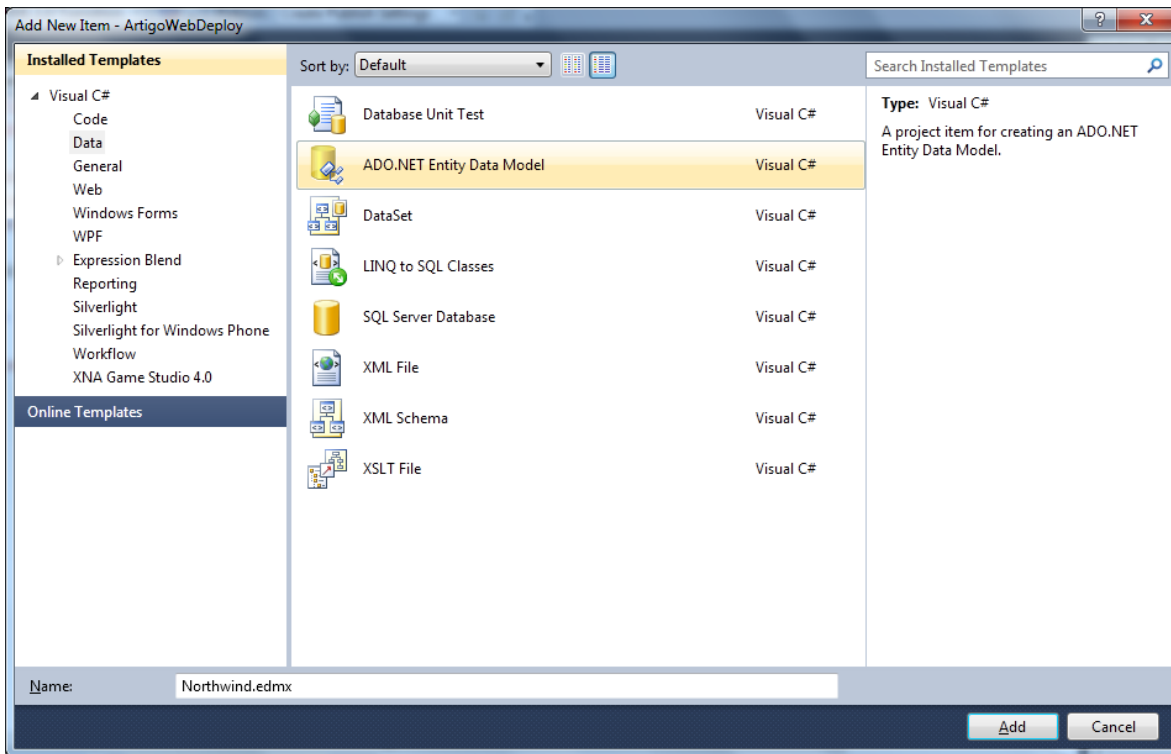 Add New Item - ArtigoWebDeploy
Installed Templates
Visual C#
Code
Data
General
Web
Windows Forms
WPF
Expression Blend
Reporting
Silverlight
Silverlight for Windows Phone
Workflow
XNA Game Studio 4.0
Online Templates
Sort by: Default
Database Unit Test Visual C#
ADO.NET Entity Data Model Visual C#
DataSet Visual C#
LINQ to SQL Classes Visual C#
SQL Server Database Visual C#
XML File Visual C#
XML Schema Visual C#
XSLT File Visual C#
Search Installed Templates
Type: Visual C#
A project item for creating an ADO.NET
Entity Data Model.
Name: Northwind.edmx
Add Cancel